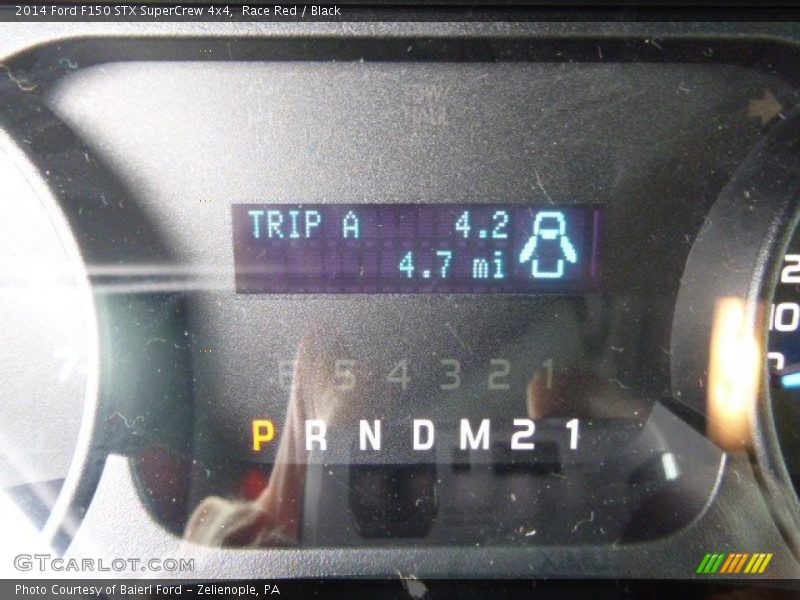 2014 Ford F150 STX SuperCrew 4x4, Race Red / Black
TRIP A 4.2
4.7 mi
6 5 4 3 2 1
P R N D M 2 1
GTcarlot.com
Photo Courtesy of Baierl Ford - Zelienople, PA